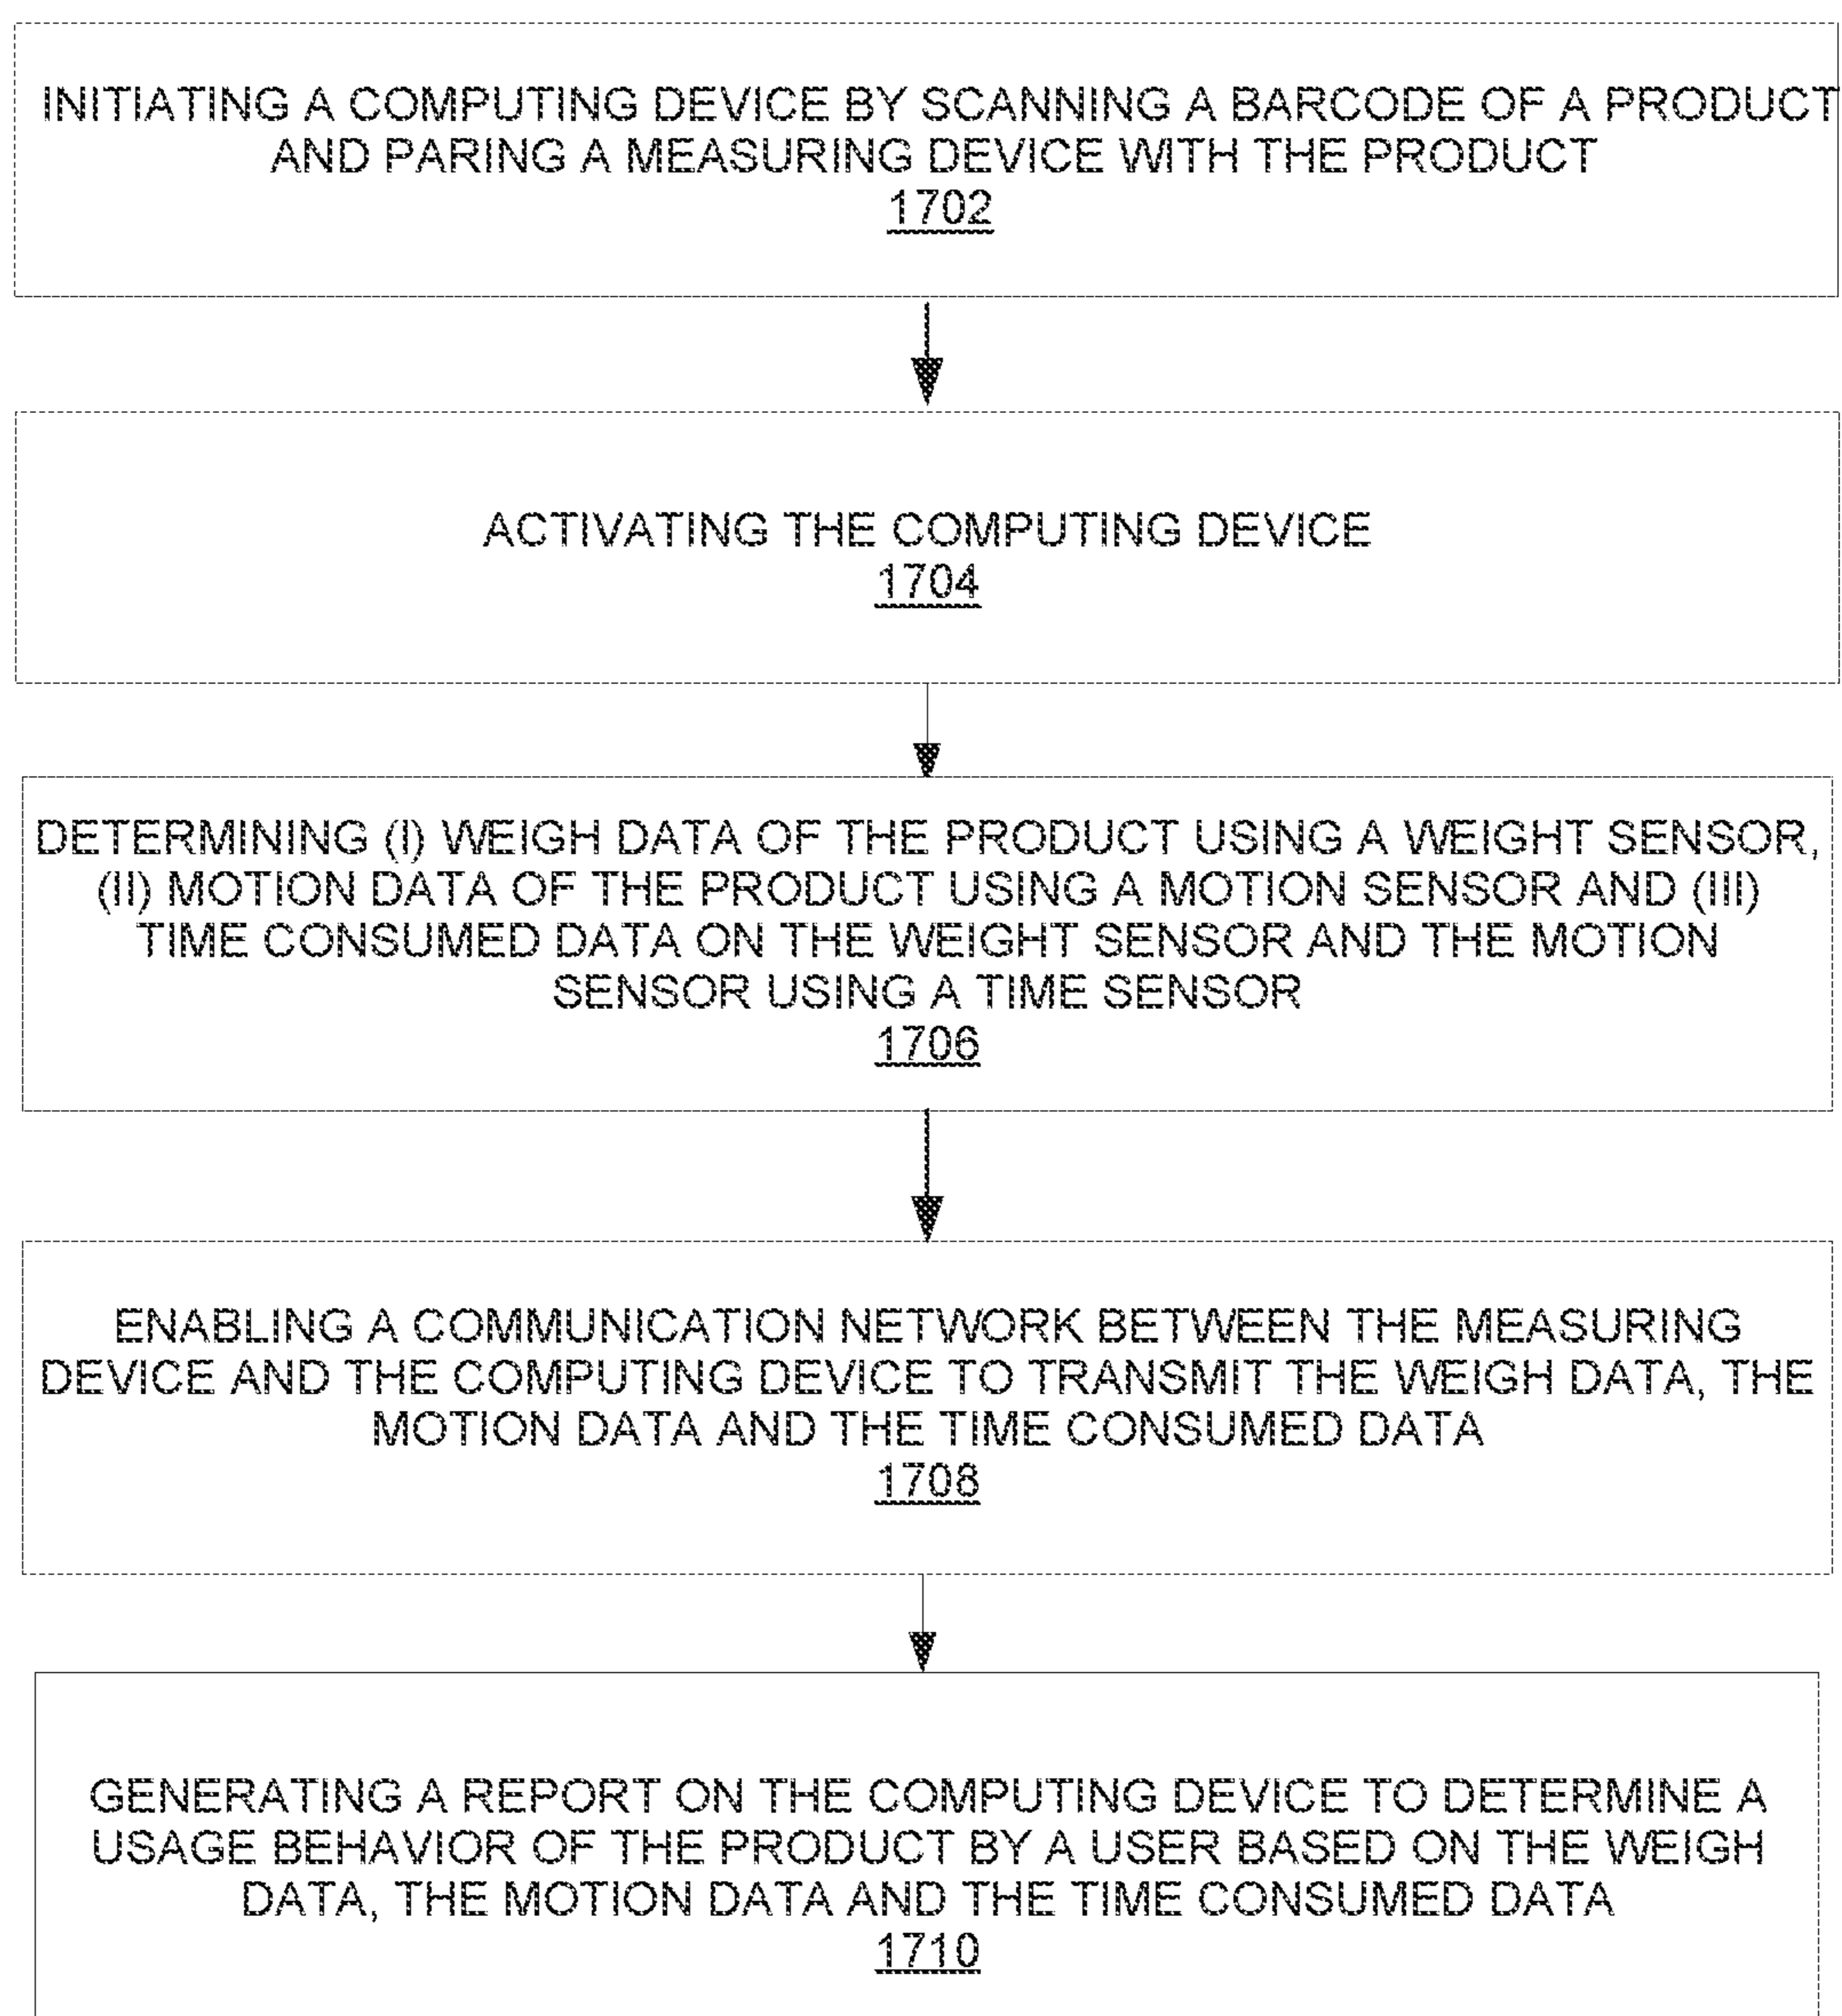 INITIATING A COMPUTING DEVICE BY SCANNING A BARCODE OF A PRODUCT
AND PARING A MEASURING DEVICE WITH THE PRODUCT
1702
ACTIVATING THE COMPUTING DEVICE
1704
DETERMINING (I) WEIGH DATA OF THE PRODUCT USING A WEIGHT SENSOR,
(II) MOTION DATA OF THE PRODUCT USING A MOTION SENSOR AND (III)
TIME CONSUMED DATA ON THE WEIGHT SENSOR AND THE MOTION
SENSOR USING A TIME SENSOR
1706
ENABLING A COMMUNICATION NETWORK BETWEEN THE MEASURING
DEVICE AND THE COMPUTING DEVICE TO TRANSMIT THE WEIGH DATA, THE
MOTION DATA AND THE TIME CONSUMED DATA
1708
GENERATING A REPORT ON THE COMPUTING DEVICE TO DETERMINE A
USAGE BEHAVIOR OF THE PRODUCT BY A USER BASED ON THE WEIGH
DATA, THE MOTION DATA AND THE TIME CONSUMED DATA
1710